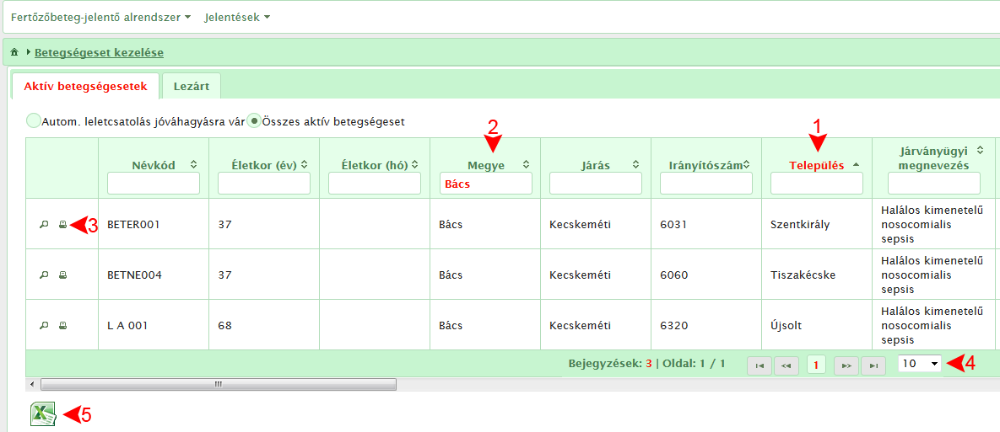 Fertőzőbeteg-jelentő alrendszer Jelentések
Betegségeset kezelése
Aktív betegségesetek Lezárt
Autom. leletcsatolás jóváhagyásra vár Összes aktív betegségeset
2
1
Névkód Életkor (év) Életkor (hó) Megye Járás Irányítószám Település Járványügyi megnevezés
Bács
3 BETER001 37 Bács Kecskeméti 6031 Szentkirály Halálos kimenetelű nosocomialis sepsis
BETNE004 37 Bács Kecskeméti 6060 Tiszakécske Halálos kimenetelű nosocomialis sepsis
L A 001 68 Bács Kecskeméti 6320 Újsolt Halálos kimenetelű nosocomialis sepsis
Bejegyzések: 3 | Oldal: 1 / 1 1 10 4
5